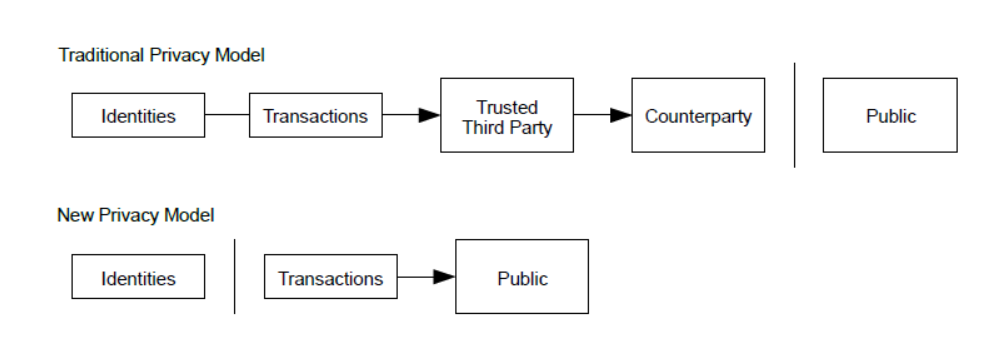 Traditional Privacy Model
Identities
Transactions
Trusted
Third Party
Counterparty
Public
New Privacy Model
Identities
Transactions
Public